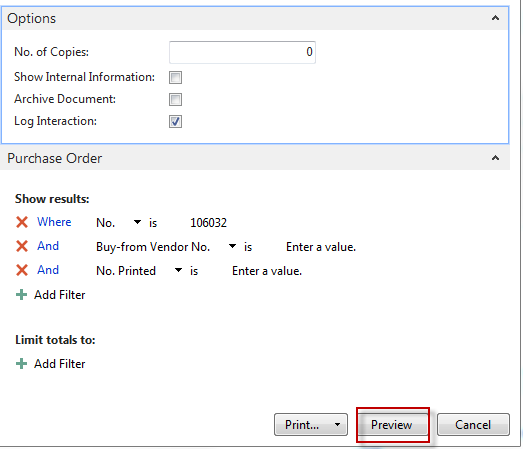 Options
No. of Copies: 0
Show Internal Information:
Archive Document:
Log Interaction:
Purchase Order
Show results:
Where No. is 106032
And Buy-from Vendor No. is Enter a value.
And No. Printed is Enter a value.
Add Filter
Limit totals to:
Add Filter
Print... Preview Cancel